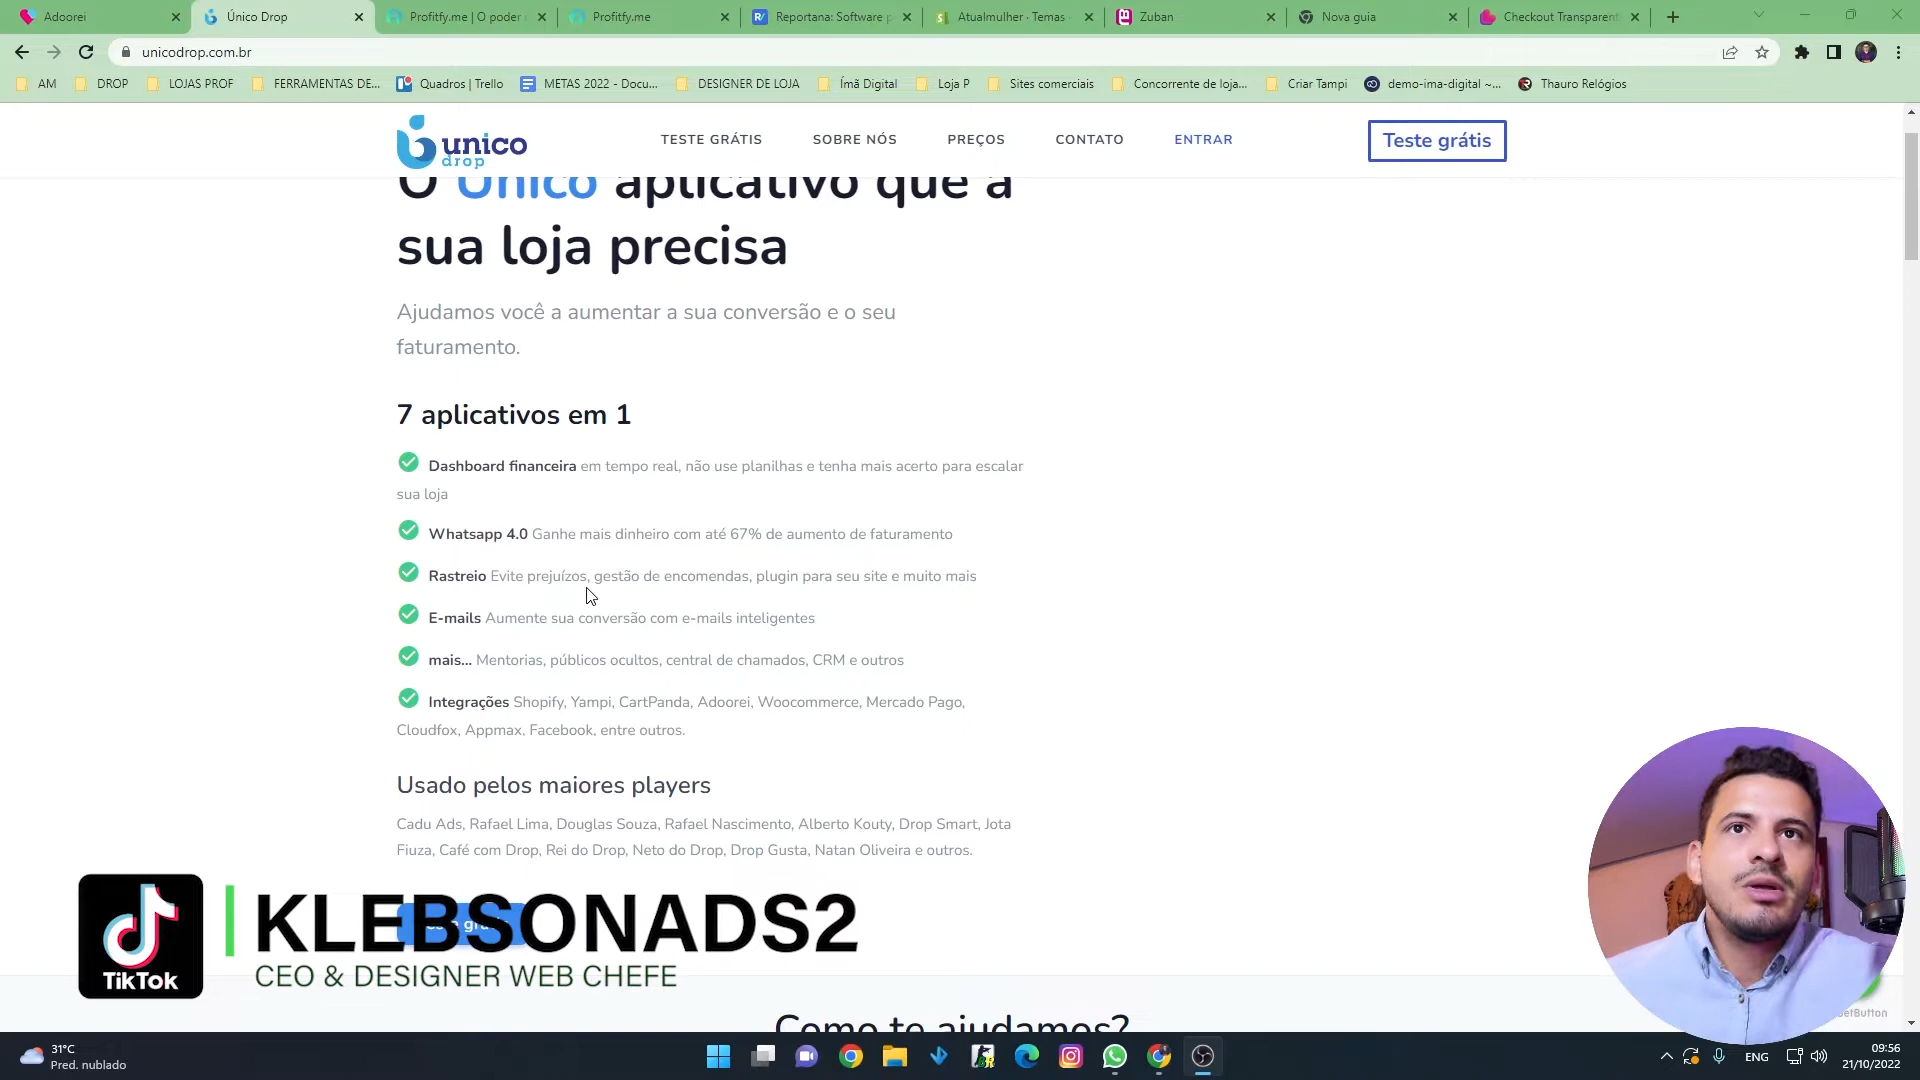 Adoorei
Único Drop
Profitfy.me | O poder
Profitfy.me
Reportana: Software p
Atualmulher · Temas ·
Zuban
Nova guia
Checkout Transparent
unicodrop.com.br
AM
DROP
LOJAS PROF
FERRAMENTAS DE...
Quadros | Trello
METAS 2022 - Docu...
DESIGNER DE LOJA
Ímã Digital
Loja P
Sites comerciais
Concorrente de loja...
Criar Tampi
demo-ima-digital ~...
Thauro Relógios
unico
drop
TESTE GRÁTIS
SOBRE NÓS
PREÇOS
CONTATO
ENTRAR
Teste grátis
O Único aplicativo que a
sua loja precisa
Ajudamos você a aumentar a sua conversão e o seu
faturamento.
7 aplicativos em 1
Dashboard financeira em tempo real, não use planilhas e tenha mais acerto para escalar
sua loja
Whatsapp 4.0 Ganhe mais dinheiro com até 67% de aumento de faturamento
Rastreio Evite prejuízos, gestão de encomendas, plugin para seu site e muito mais
E-mails Aumente sua conversão com e-mails inteligentes
mais... Mentorias, públicos ocultos, central de chamados, CRM e outros
Integrações Shopify, Yampi, CartPanda, Adoorei, Woocommerce, Mercado Pago,
Cloudfox, Appmax, Facebook, entre outros.
Usado pelos maiores players
Cadu Ads, Rafael Lima, Douglas Souza, Rafael Nascimento, Alberto Kouty, Drop Smart, Jota
Fiuza, Café com Drop, Rei do Drop, Neto do Drop, Drop Gusta, Natan Oliveira e outros.
TikTok
KLEBSONADS2
CEO & DESIGNER WEB CHEFE
Como te ajudamos?
31°C
Pred. nublado
ENG
09:56
21/10/2022